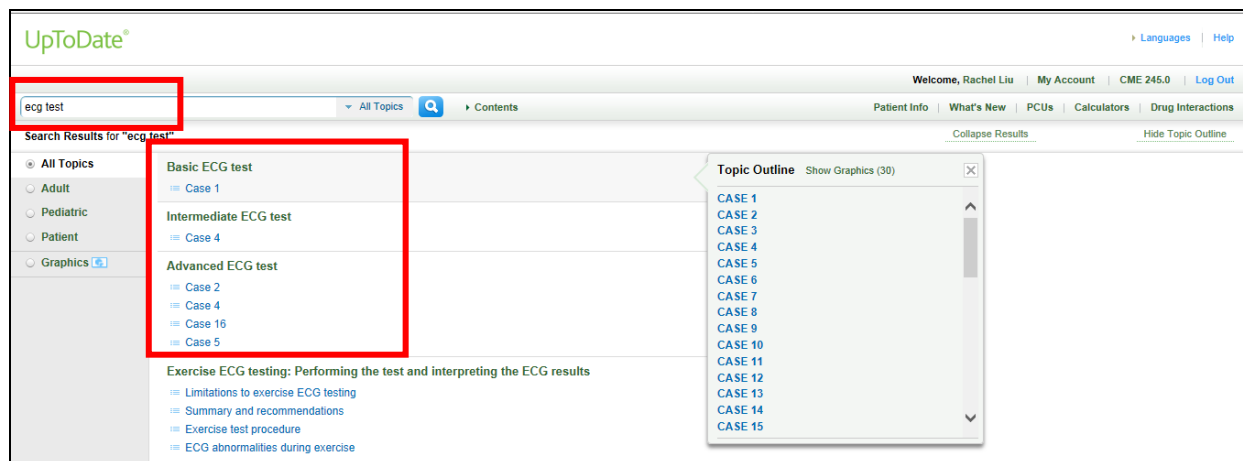 UpToDate®
Languages | Help
Welcome, Rachel Liu | My Account | CME 245.0 | Log Out
ecg test All Topics Contents
Patient Info | What's New | PCUs | Calculators | Drug Interactions
Search Results for "ecg test"
Collapse Results Hide Topic Outline
All Topics
Adult
Pediatric
Patient
Graphics
Basic ECG test
Case 1
Intermediate ECG test
Case 4
Advanced ECG test
Case 2
Case 4
Case 16
Case 5
Exercise ECG testing: Performing the test and interpreting the ECG results
Limitations to exercise ECG testing
Summary and recommendations
Exercise test procedure
ECG abnormalities during exercise
Topic Outline Show Graphics (30)
CASE 1
CASE 2
CASE 3
CASE 4
CASE 5
CASE 6
CASE 7
CASE 8
CASE 9
CASE 10
CASE 11
CASE 12
CASE 13
CASE 14
CASE 15